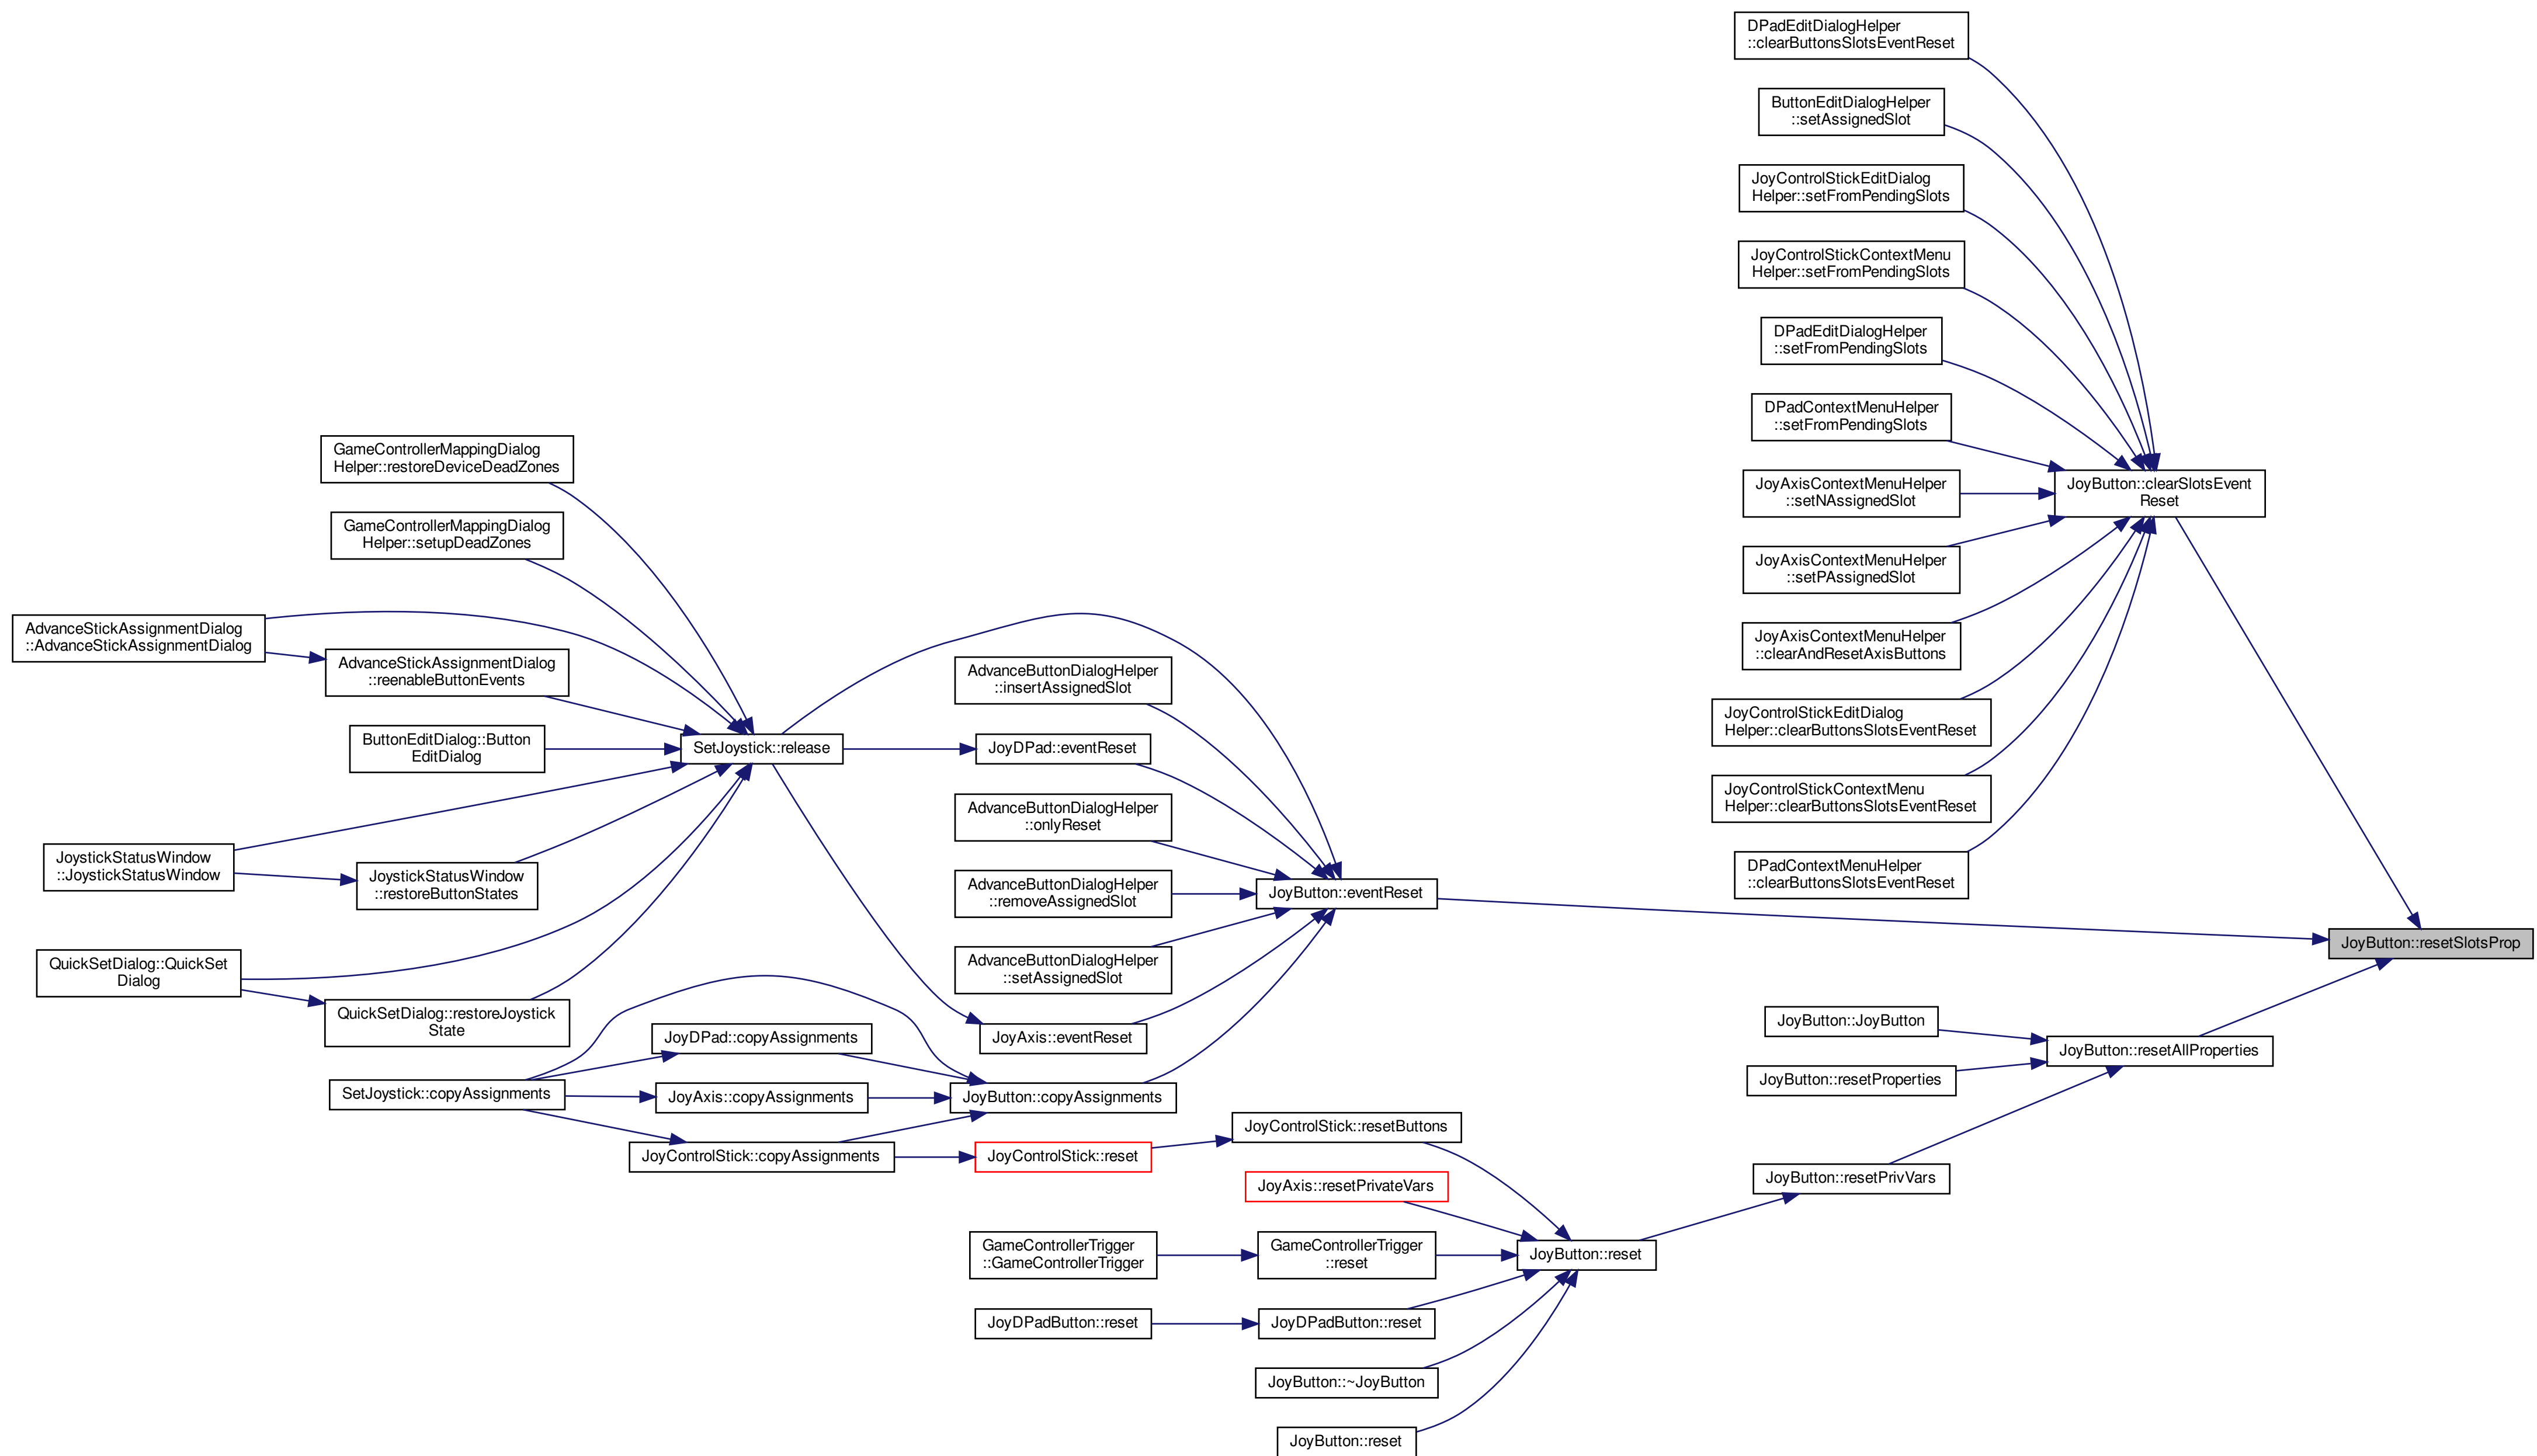 DPadEditDialogHelper
::clearButtonsSlotsEventReset
ButtonEditDialogHelper
::setAssignedSlot
JoyControlStickEditDialog
Helper::setFromPendingSlots
JoyControlStickContextMenu
Helper::setFromPendingSlots
DPadEditDialogHelper
::setFromPendingSlots
DPadContextMenuHelper
::setFromPendingSlots
JoyAxisContextMenuHelper
::setNAssignedSlot
JoyAxisContextMenuHelper
::setPAssignedSlot
JoyAxisContextMenuHelper
::clearAndResetAxisButtons
JoyControlStickEditDialog
Helper::clearButtonsSlotsEventReset
JoyControlStickContextMenu
Helper::clearButtonsSlotsEventReset
DPadContextMenuHelper
::clearButtonsSlotsEventReset
JoyButton::clearSlotsEvent
Reset
JoyButton::resetSlotsProp
GameControllerMappingDialog
Helper::restoreDeviceDeadZones
GameControllerMappingDialog
Helper::setupDeadZones
AdvanceStickAssignmentDialog
::AdvanceStickAssignmentDialog
AdvanceStickAssignmentDialog
::reenableButtonEvents
ButtonEditDialog::Button
EditDialog
JoystickStatusWindow
::JoystickStatusWindow
JoystickStatusWindow
::restoreButtonStates
QuickSetDialog::QuickSet
Dialog
QuickSetDialog::restoreJoystick
State
SetJoystick::release
AdvanceButtonDialogHelper
::insertAssignedSlot
JoyDPad::eventReset
AdvanceButtonDialogHelper
::onlyReset
AdvanceButtonDialogHelper
::removeAssignedSlot
AdvanceButtonDialogHelper
::setAssignedSlot
JoyAxis::eventReset
JoyButton::eventReset
JoyButton::copyAssignments
JoyDPad::copyAssignments
JoyAxis::copyAssignments
JoyControlStick::copyAssignments
SetJoystick::copyAssignments
JoyControlStick::reset
JoyControlStick::resetButtons
JoyAxis::resetPrivateVars
GameControllerTrigger
::GameControllerTrigger
GameControllerTrigger
::reset
JoyDPadButton::reset
JoyDPadButton::reset
JoyButton::~JoyButton
JoyButton::reset
JoyButton::reset
JoyButton::JoyButton
JoyButton::resetProperties
JoyButton::resetAllProperties
JoyButton::resetPrivVars